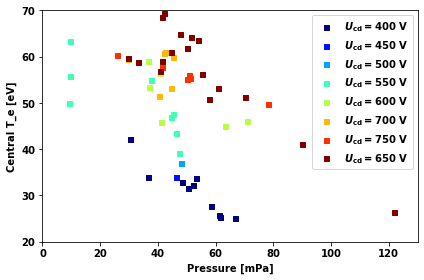 70
60
50
40
30
20
Central T_e [eV]
0
20
40
60
80
100
120
Pressure [mPa]
U_cd = 400 V
U_cd = 450 V
U_cd = 500 V
U_cd = 550 V
U_cd = 600 V
U_cd = 700 V
U_cd = 750 V
U_cd = 650 V